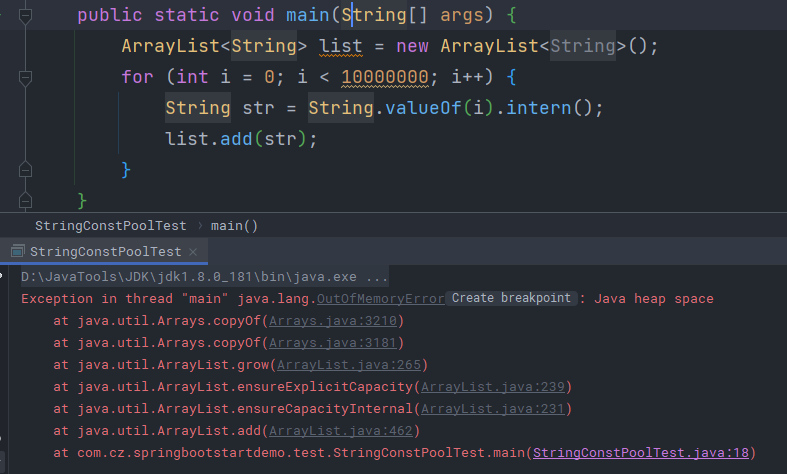 public static void main(String[] args) {
ArrayList<String> list = new ArrayList<String>();
for (int i = 0; i < 10000000; i++) {
String str = String.valueOf(i).intern();
list.add(str);
}
}
StringConstPoolTest › main()
StringConstPoolTest ×
D:\JavaTools\JDK\jdk1.8.0_181\bin\java.exe ...
Exception in thread "main" java.lang.OutOfMemoryError Create breakpoint : Java heap space
at java.util.Arrays.copyOf(Arrays.java:3210)
at java.util.Arrays.copyOf(Arrays.java:3181)
at java.util.ArrayList.grow(ArrayList.java:265)
at java.util.ArrayList.ensureExplicitCapacity(ArrayList.java:239)
at java.util.ArrayList.ensureCapacityInternal(ArrayList.java:231)
at java.util.ArrayList.add(ArrayList.java:462)
at com.cz.springbootstartdemo.test.StringConstPoolTest.main(StringConstPoolTest.java:18)